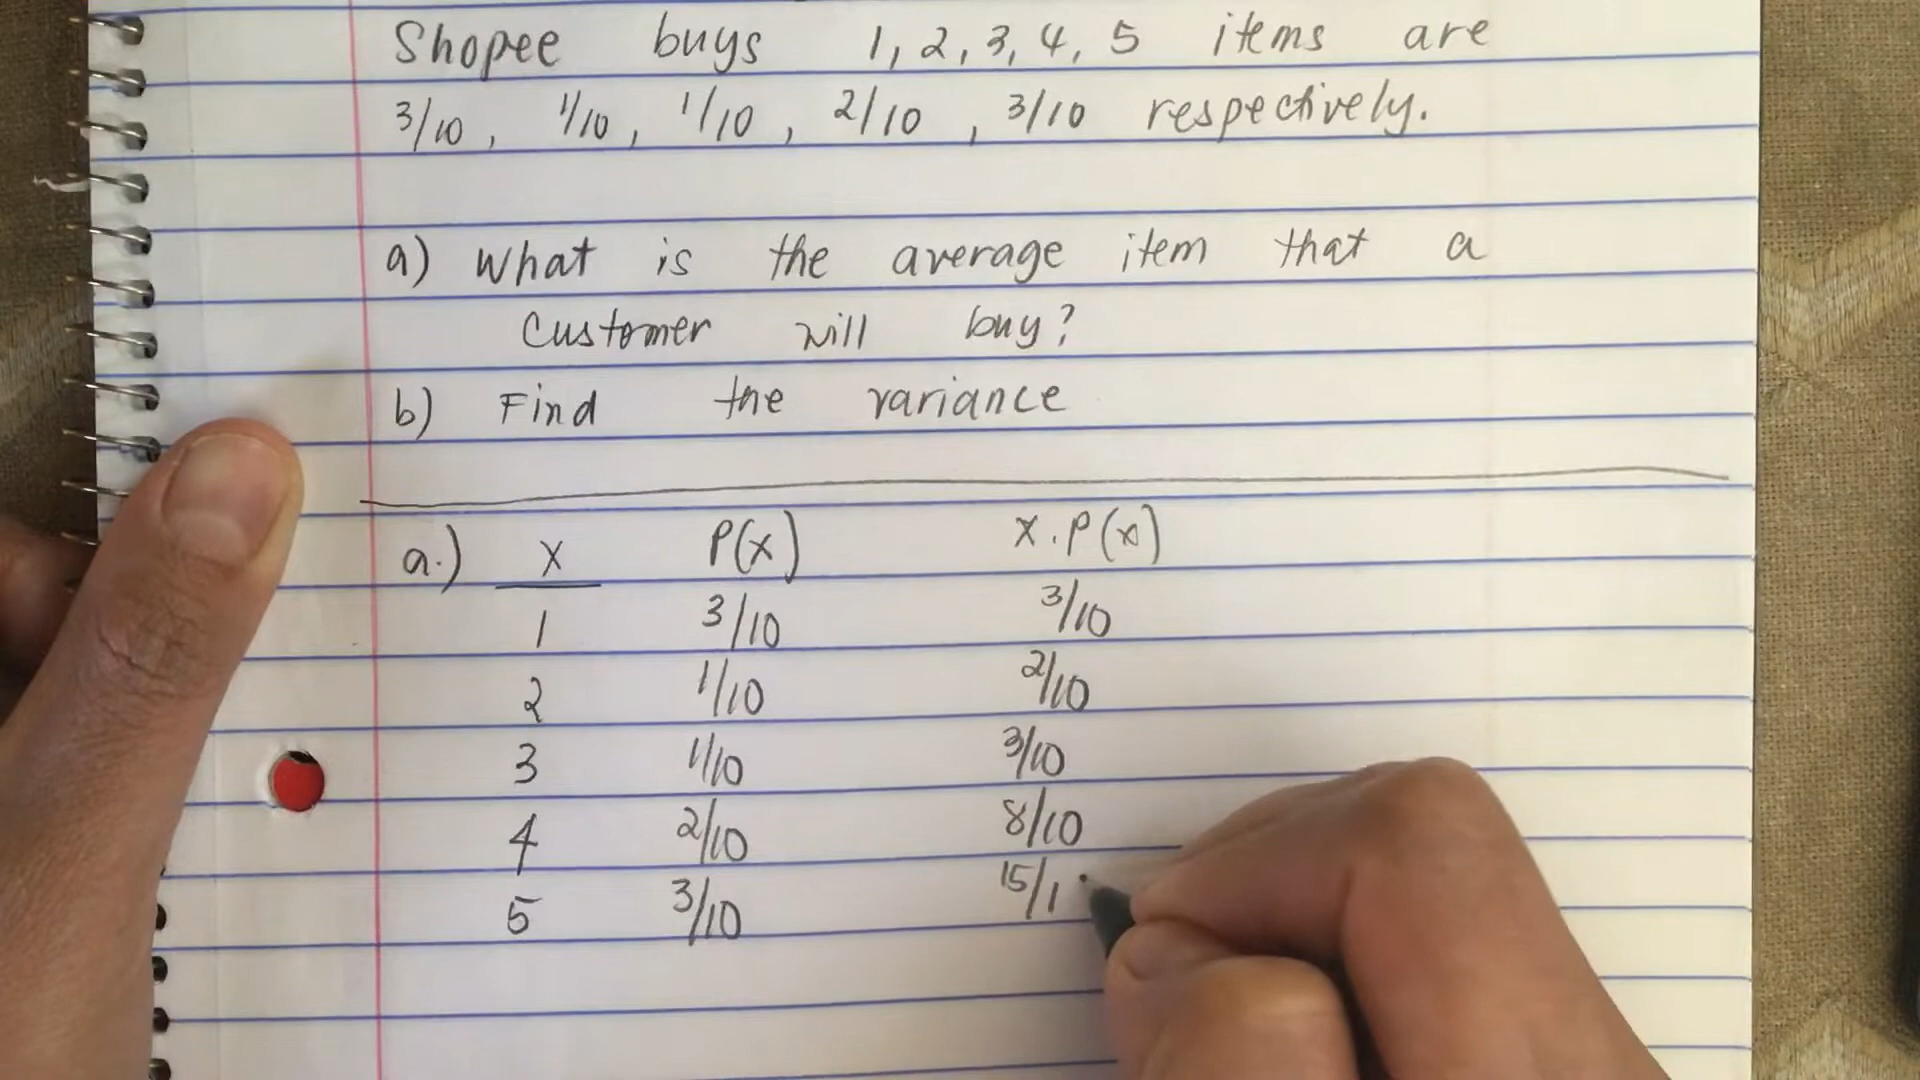 Shopee buys 1, 2, 3, 4, 5 items are
3/10, 1/10, 1/10, 2/10, 3/10 respectively.
a) What is the average item that a
customer will buy?
b) Find the variance
a.) X P(X) X . P(x)
1 3/10 3/10
2 1/10 2/10
3 1/10 3/10
4 2/10 8/10
5 3/10 15/1